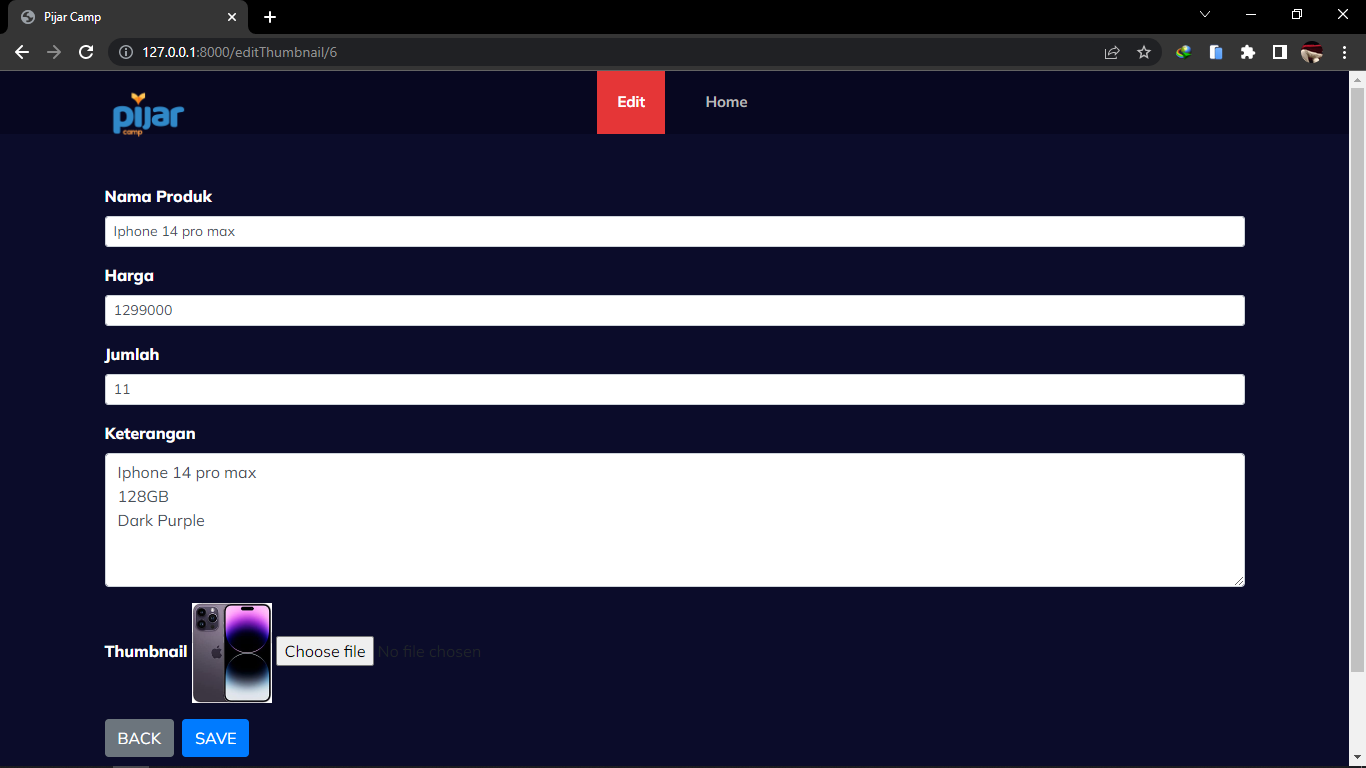 Pijar Camp
127.0.0.1:8000/editThumbnail/6
pijar
camp
Edit
Home
Nama Produk
Iphone 14 pro max
Harga
1299000
Jumlah
11
Keterangan
Iphone 14 pro max
128GB
Dark Purple
Thumbnail
Choose file
No file chosen
BACK
SAVE